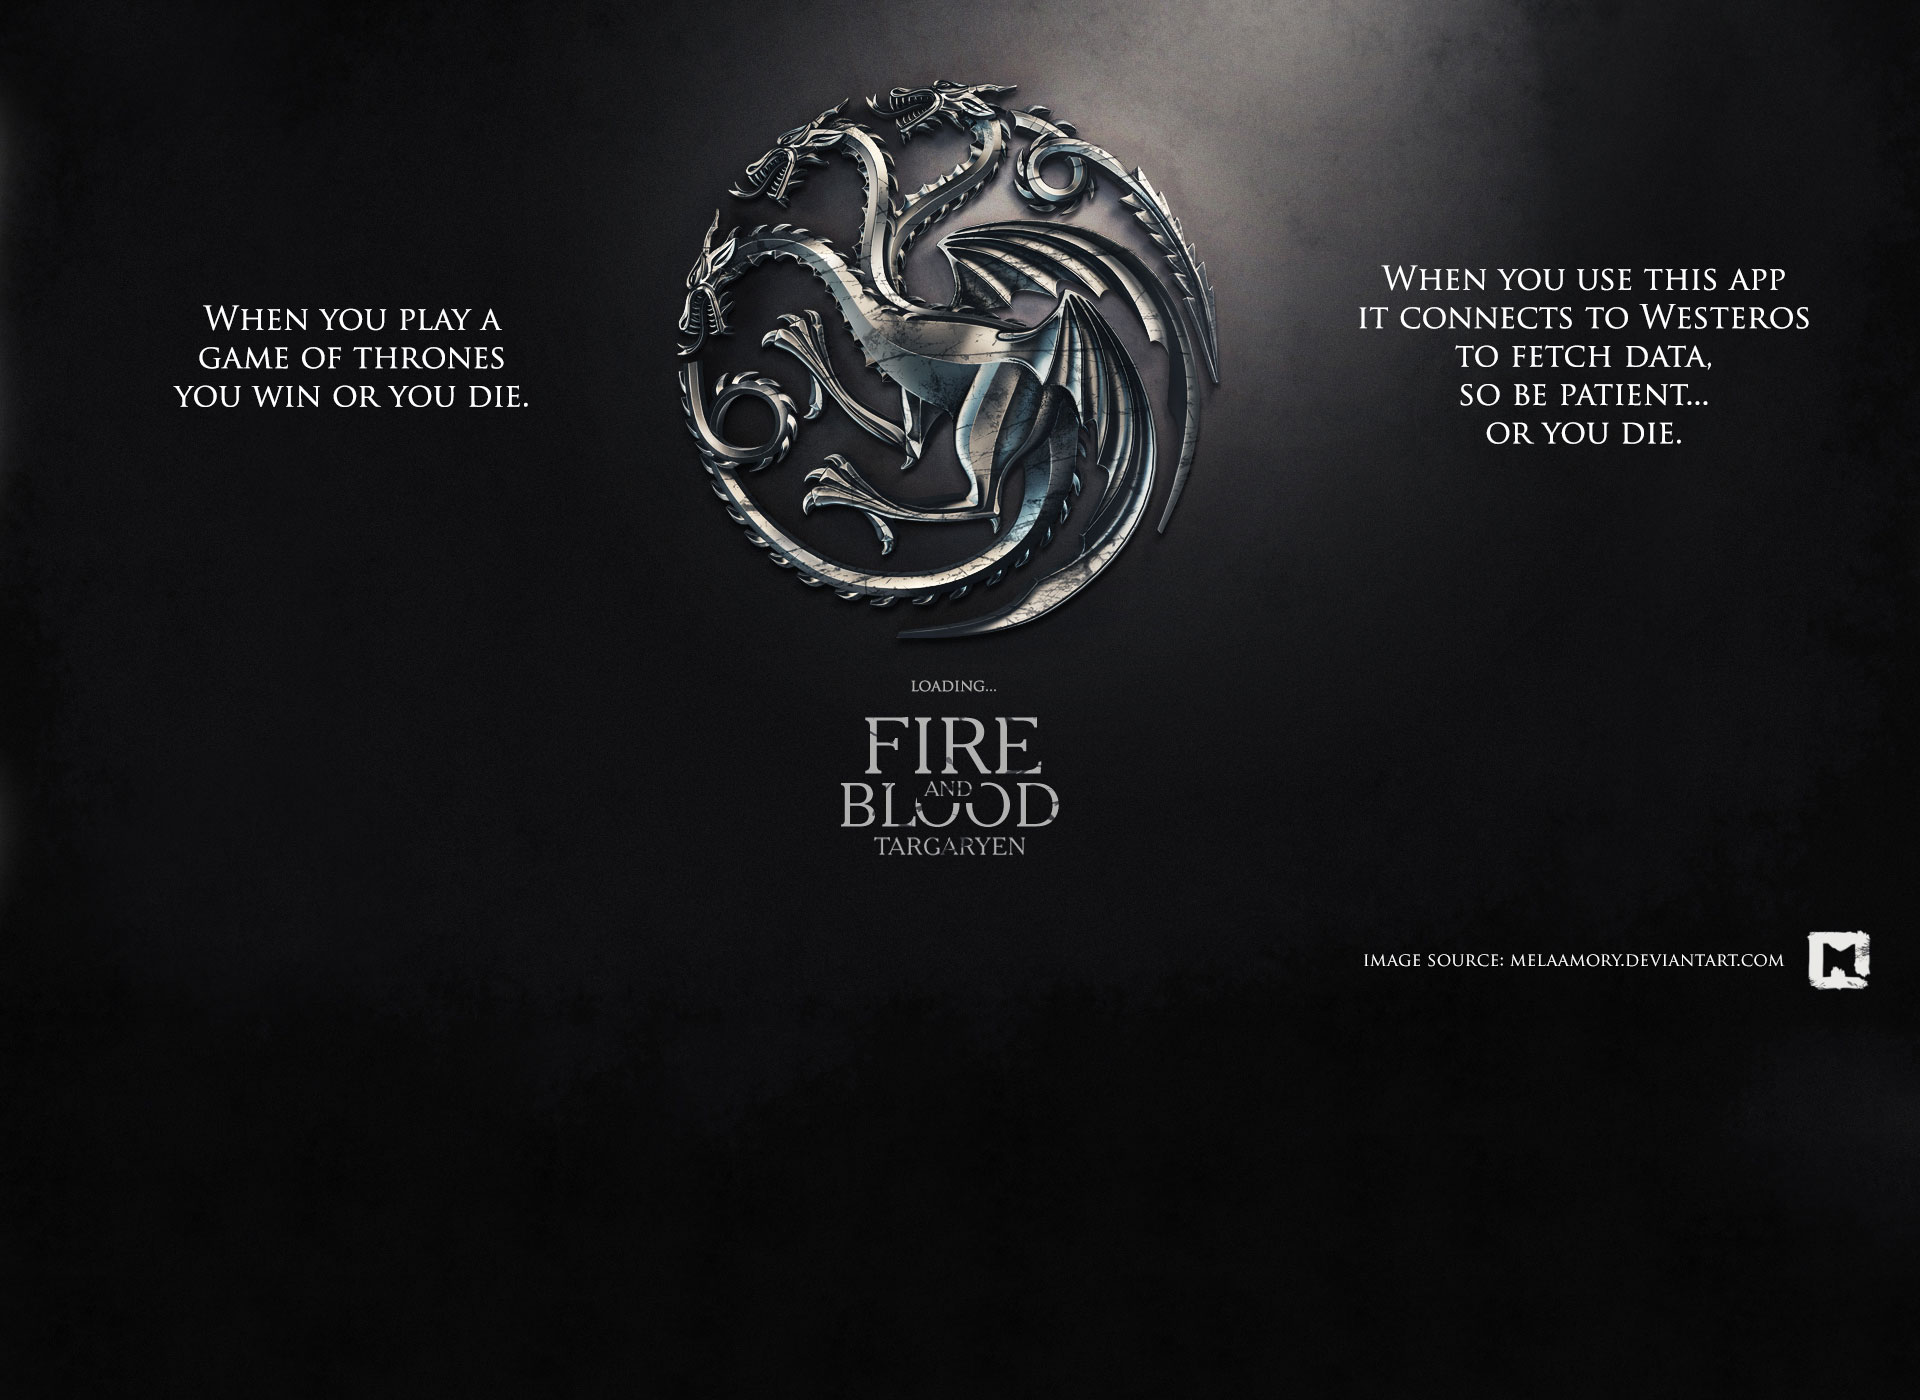 When you play a
game of thrones
you win or you die.
When you use this app
it connects to Westeros
to fetch data,
so be patient...
or you die.
Loading...
FIRE
AND
BLOOD
TARGARYEN
image source: melaamory.deviantart.com
M